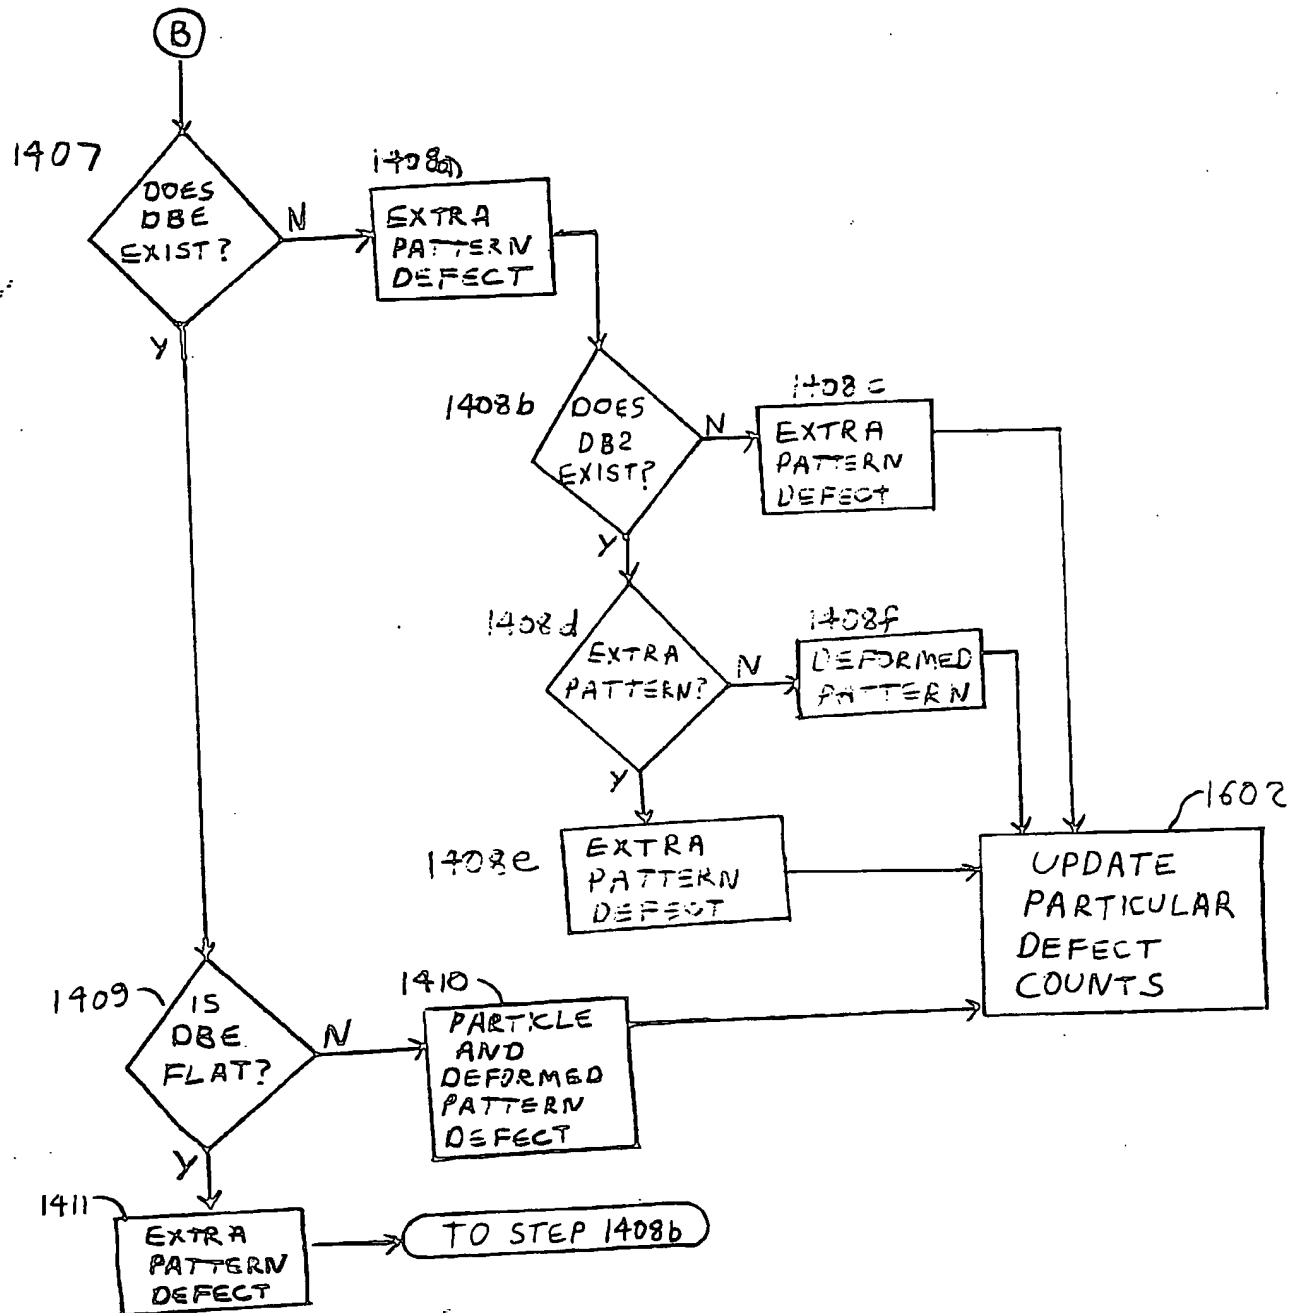 B
1407
DOES
DBE
EXIST?
N
Y
1408a
EXTRA
PATTERN
DEFECT
1408b
DOES
DB2
EXIST?
N
Y
1408c
EXTRA
PATTERN
DEFECT
1408d
EXTRA
PATTERN?
N
Y
1408f
DEFORMED
PATTERN
1408e
EXTRA
PATTERN
DEFECT
1602
UPDATE
PARTICULAR
DEFECT
COUNTS
1409
IS
DBE
FLAT?
N
Y
1410
PARTICLE
AND
DEFORMED
PATTERN
DEFECT
1411
EXTRA
PATTERN
DEFECT
TO STEP 1408b